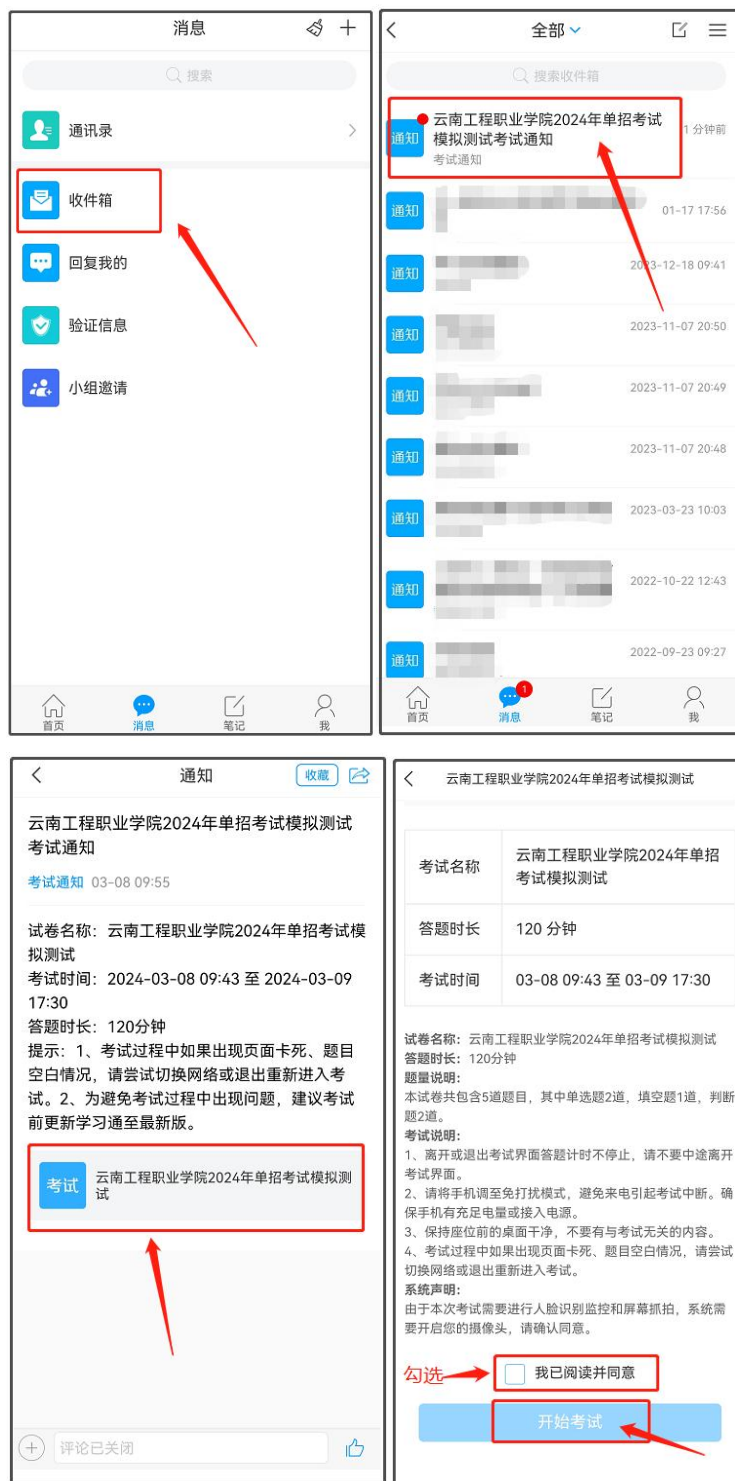 消息
搜索
通讯录
收件箱
回复我的
验证信息
小组邀请
首页
消息
笔记
我
全部
搜索收件箱
通知
云南工程职业学院2024年单招考试
模拟测试考试通知
1 分钟前
考试通知
通知
01-17 17:56
通知
2023-12-18 09:41
通知
2023-11-07 20:50
通知
2023-11-07 20:49
通知
2023-11-07 20:48
通知
2023-03-23 10:03
通知
2022-10-22 12:43
通知
2022-09-23 09:27
首页
1
消息
笔记
我
通知
收藏
云南工程职业学院2024年单招考试模拟测试
考试通知
考试通知 03-08 09:55
试卷名称：云南工程职业学院2024年单招考试模
拟测试
考试时间：2024-03-08 09:43 至 2024-03-09
17:30
答题时长：120分钟
提示：1、考试过程中如果出现页面卡死、题目
空白情况，请尝试切换网络或退出重新进入考
试。2、为避免考试过程中出现问题，建议考试
前更新学习通至最新版。
考试
云南工程职业学院2024年单招考试模拟测
试
评论已关闭
云南工程职业学院2024年单招考试模拟测试
考试名称
云南工程职业学院2024年单招
考试模拟测试
答题时长
120 分钟
考试时间
03-08 09:43 至 03-09 17:30
试卷名称：云南工程职业学院2024年单招考试模拟测试
答题时长：120分钟
题量说明：
本试卷共包含5道题目，其中单选题2道，填空题1道，判断
题2道。
考试说明：
1、离开或退出考试界面答题计时不停止，请不要中途离开
考试界面。
2、请将手机调至免打扰模式，避免来电引起考试中断。确
保手机有充足电量或接入电源。
3、保持座位前的桌面干净，不要有与考试无关的内容。
4、考试过程中如果出现页面卡死、题目空白情况，请尝试
切换网络或退出重新进入考试。
系统声明：
由于本次考试需要进行人脸识别监控和屏幕抓拍，系统需
要开启您的摄像头，请确认同意。
勾选
我已阅读并同意
开始考试